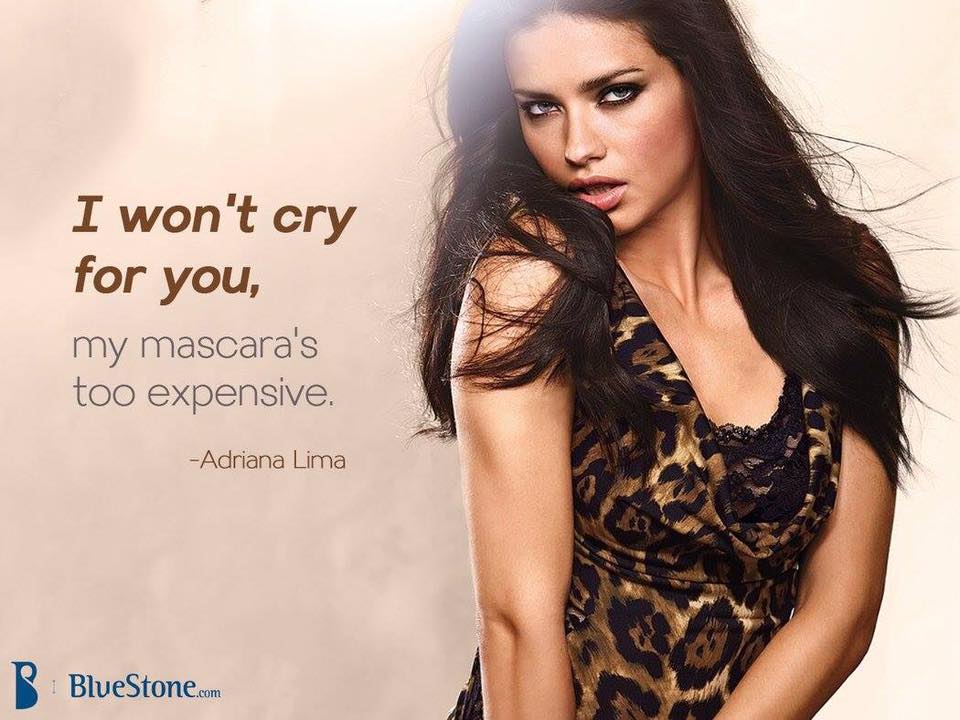 I won't cry
for you,
my mascara's
too expensive.
-Adriana Lima
BlueStone.com